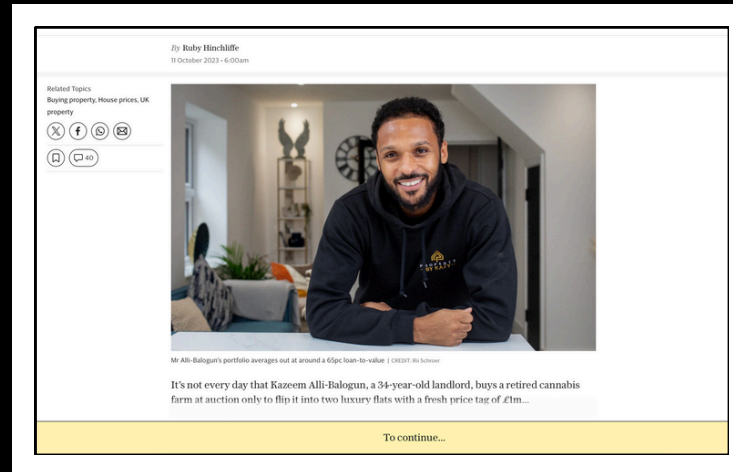 By Ruby Hinchliffe
11 October 2023 • 6:00am
Related Topics
Buying property, House prices, UK
property
40
PROPERTY
BY KAZY
Mr Alli-Balogun's portfolio averages out at around a 65pc loan-to-value | CREDIT: Rii Schroer
It's not every day that Kazeem Alli-Balogun, a 34-year-old landlord, buys a retired cannabis
farm at auction only to flip it into two luxury flats with a fresh price tag of £1m...
To continue...